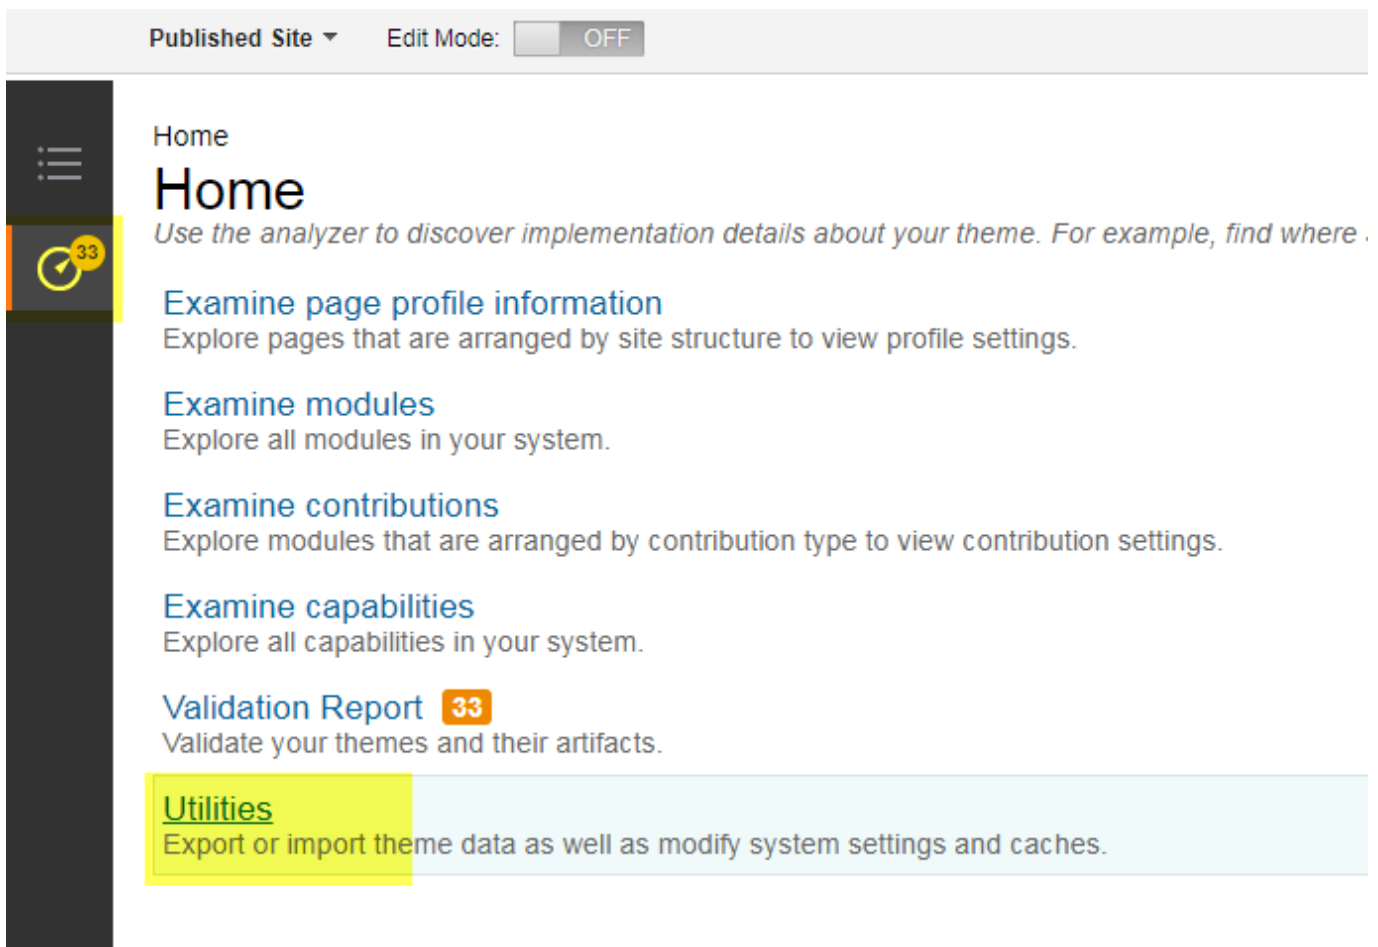 Published Site
Edit Mode:
OFF
Home
Home
33
Use the analyzer to discover implementation details about your theme. For example, find where
Examine page profile information
Explore pages that are arranged by site structure to view profile settings.
Examine modules
Explore all modules in your system.
Examine contributions
Explore modules that are arranged by contribution type to view contribution settings.
Examine capabilities
Explore all capabilities in your system.
Validation Report 33
Validate your themes and their artifacts.
Utilities
Export or import theme data as well as modify system settings and caches.